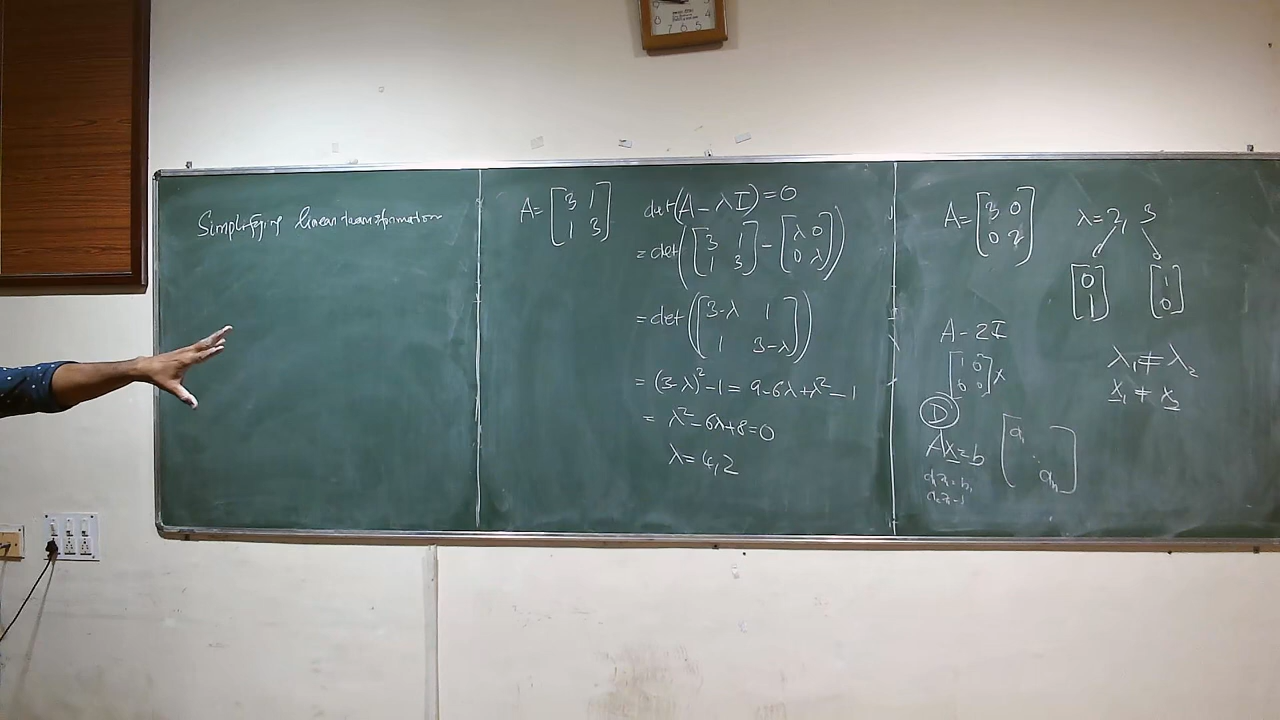 Simplifying linear transformation
A = [3 1
1 3]
det(A - λI) = 0
= det([3 1
1 3] - [λ 0
0 λ])
= det([3-λ 1
1 3-λ])
= (3-λ)² - 1 = 9 - 6λ + λ² - 1
= λ² - 6λ + 8 = 0
λ = 4, 2
A = [3 0
0 2]
λ = 2, 3
[0
1]
[1
0]
A - 2I
[1 0
0 0] x
λ₁ ≠ λ₂
x₁ ≠ x₂
D
Ax = b
[a₁
⋱
aₙ]
a₁x₁ = b₁